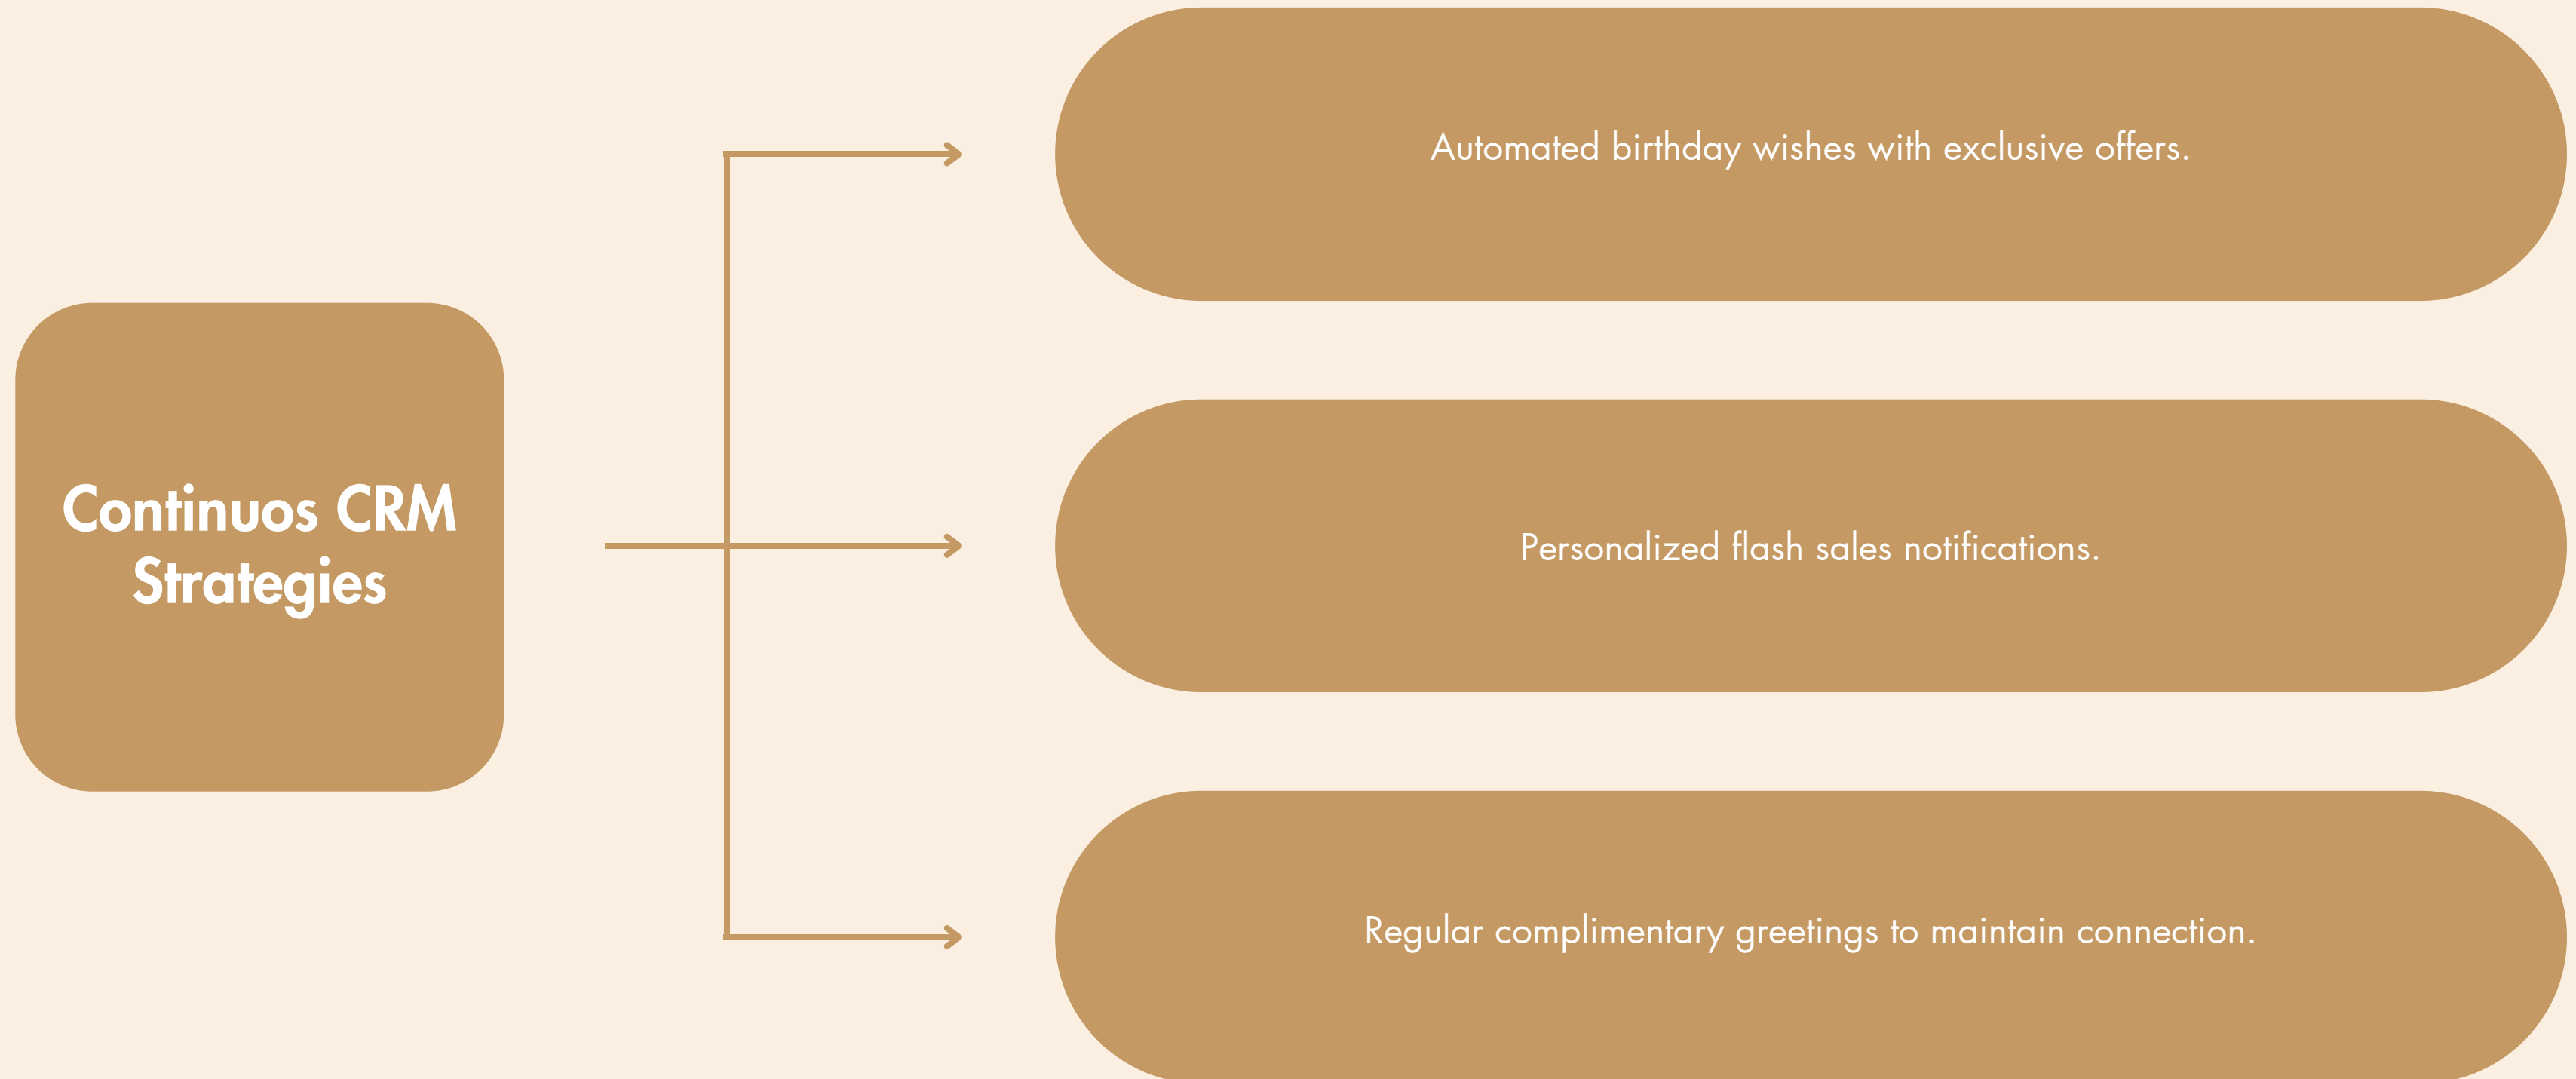 Continuos CRM
Strategies
Automated birthday wishes with exclusive offers.
Personalized flash sales notifications.
Regular complimentary greetings to maintain connection.